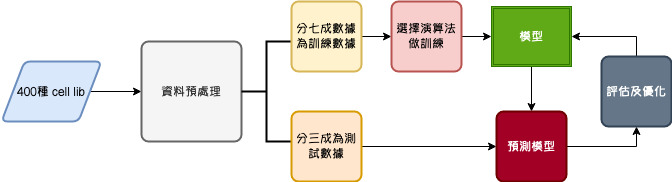 400種 cell lib
資料預處理
分七成數據
為訓練數據
選擇演算法
做訓練
模型
分三成為測
試數據
預測模型
評估及優化